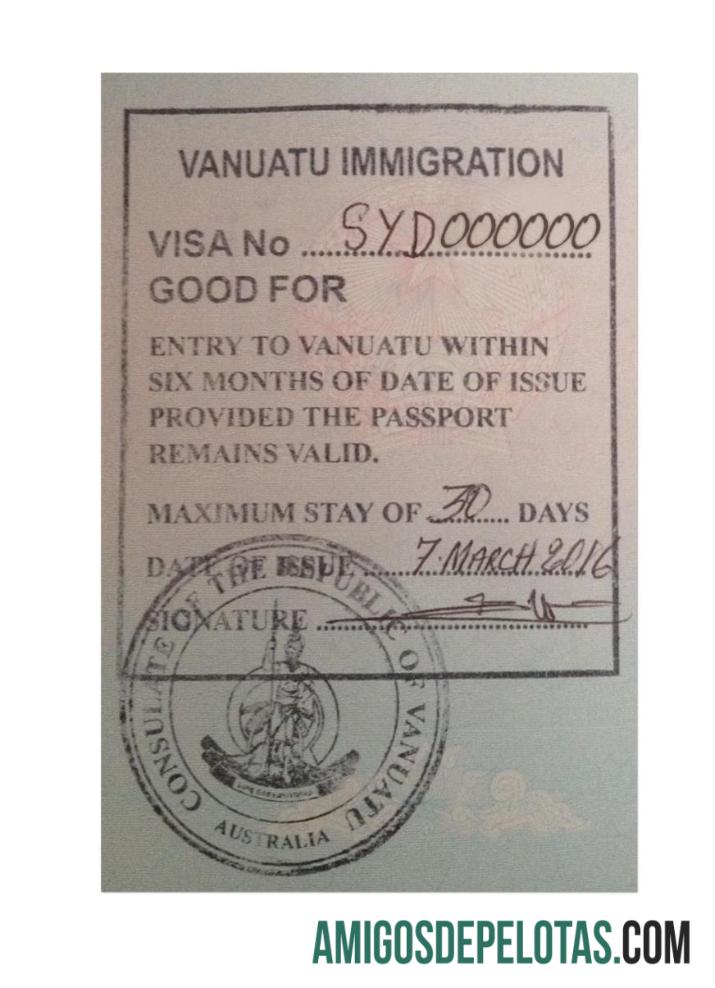 VANUATU IMMIGRATION
VISA No ..... SYD000000
GOOD FOR
ENTRY TO VANUATU WITHIN
SIX MONTHS OF DATE OF ISSUE
PROVIDED THE PASSPORT
REMAINS VALID.
MAXIMUM STAY OF 30 DAYS
DATE OF ISSUE ..... 7 MARCH 2016
SIGNATURE
CONSULATE OF THE REPUBLIC OF VANUATU
AUSTRALIA
AMIGOSDEPELOTAS.COM